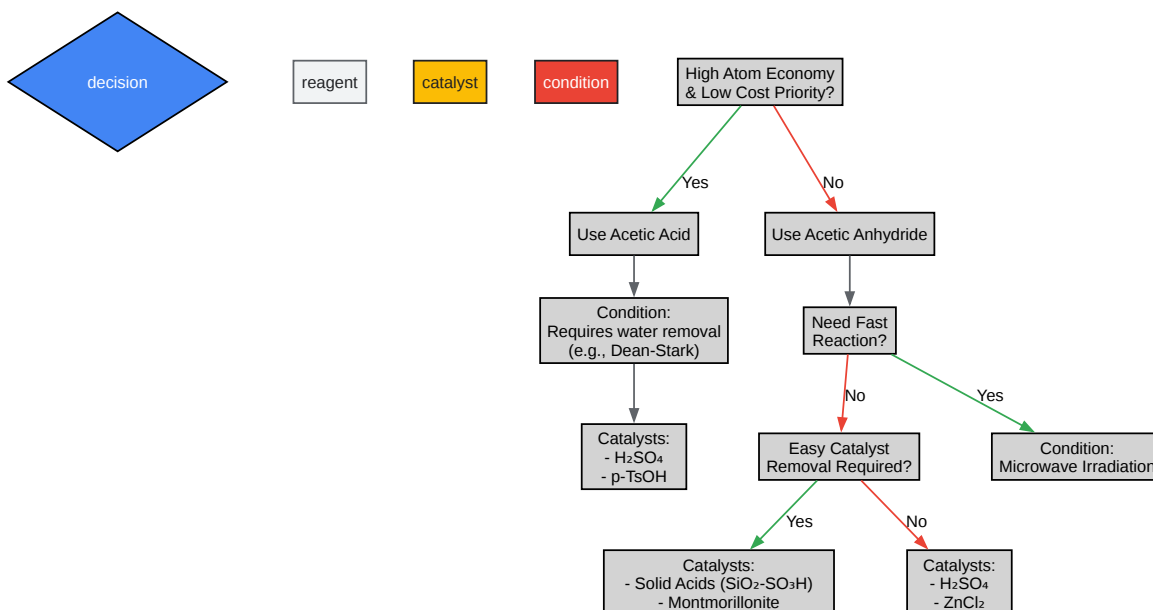 decision
reagent
catalyst
condition
High Atom Economy
& Low Cost Priority?
Yes
No
Use Acetic Acid
Use Acetic Anhydride
Condition:
Requires water removal
(e.g., Dean-Stark)
Need Fast
Reaction?
No
Yes
Catalysts:
- H₂SO₄
- p-TsOH
Easy Catalyst
Removal Required?
Condition:
Microwave Irradiation
Yes
No
Catalysts:
- Solid Acids (SiO₂-SO₃H)
- Montmorillonite
Catalysts:
- H₂SO₄
- ZnCl₂